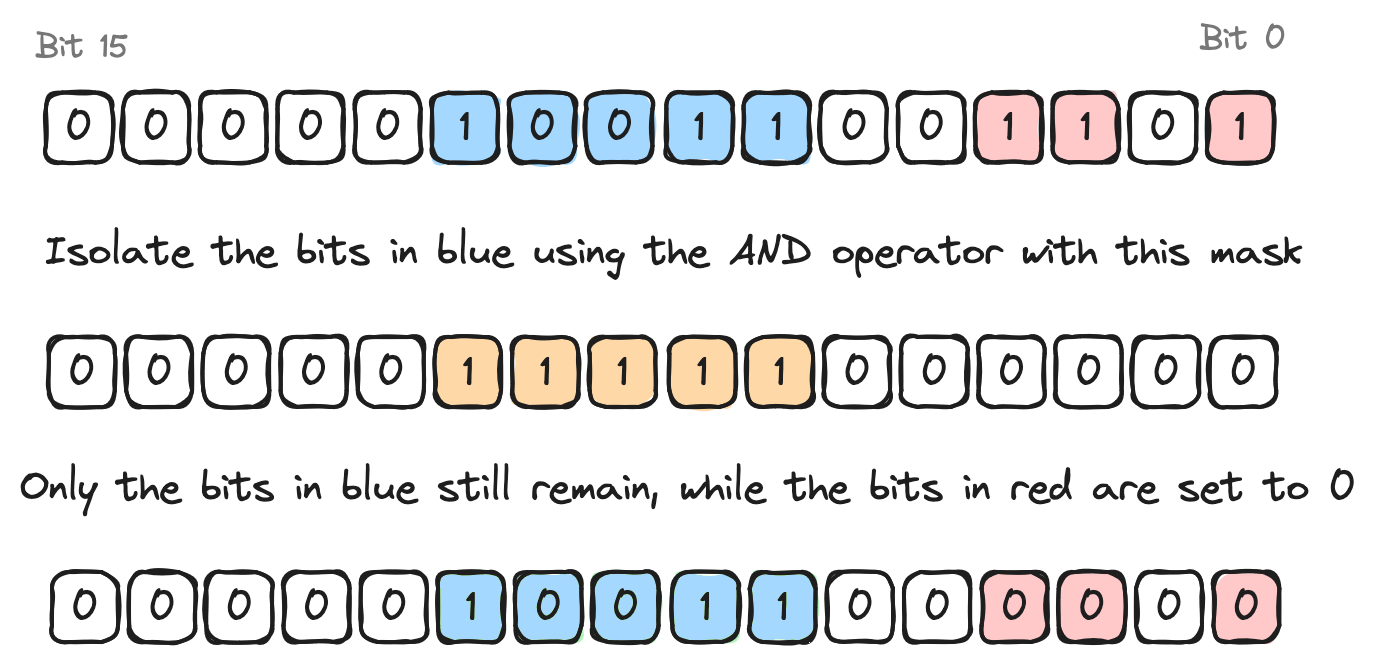 Bit 15 Bit 0
0 0 0 0 0 1 0 0 1 1 0 0 1 1 0 1
Isolate the bits in blue using the AND operator with this mask
0 0 0 0 0 1 1 1 1 1 0 0 0 0 0 0
Only the bits in blue still remain, while the bits in red are set to 0
0 0 0 0 0 1 0 0 1 1 0 0 0 0 0 0